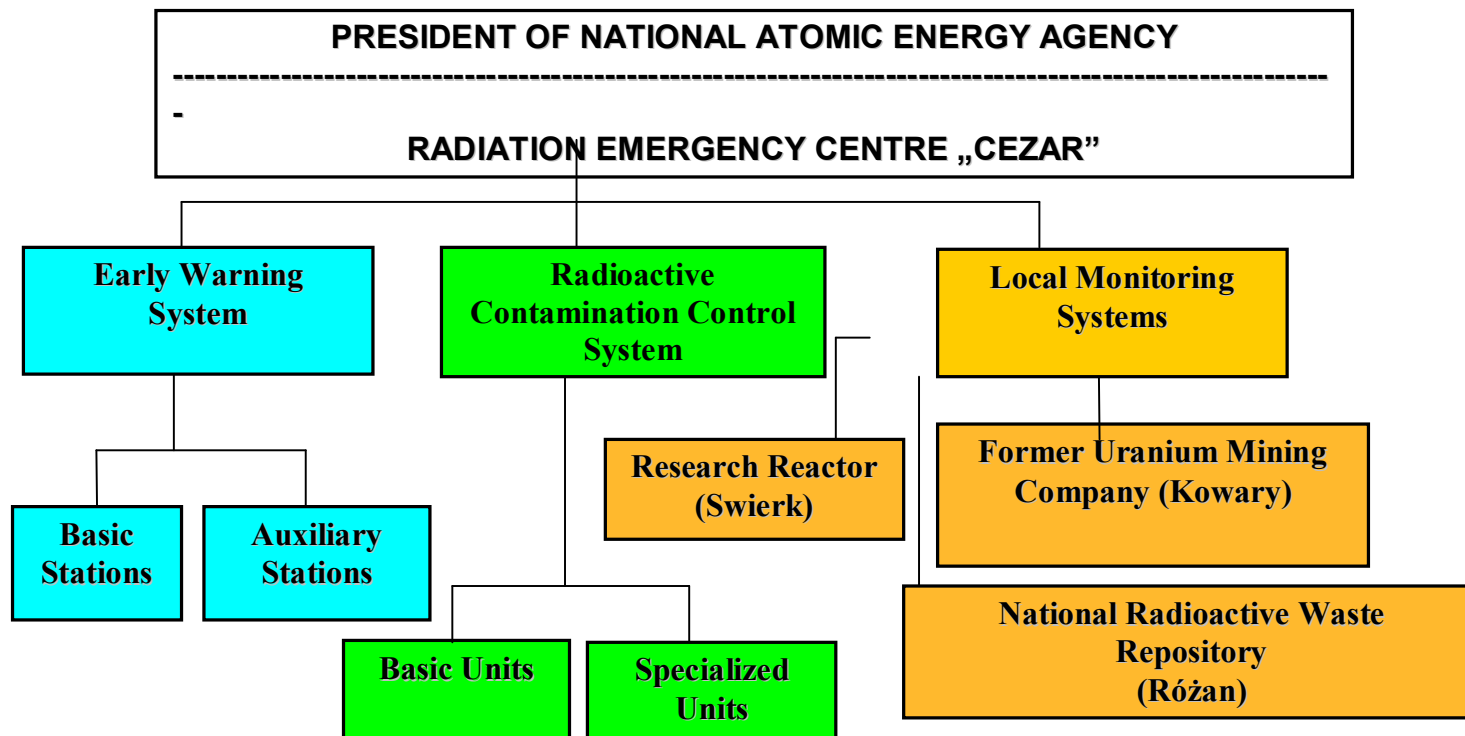 PRESIDENT OF NATIONAL ATOMIC ENERGY AGENCY
-----------------------------------------------------------------------------------------------------------
-
RADIATION EMERGENCY CENTRE „CEZAR”
Early Warning
System
Radioactive
Contamination Control
System
Local Monitoring
Systems
Research Reactor
(Swierk)
Former Uranium Mining
Company (Kowary)
Basic
Stations
Auxiliary
Stations
National Radioactive Waste
Repository
(Różan)
Basic Units
Specialized
Units